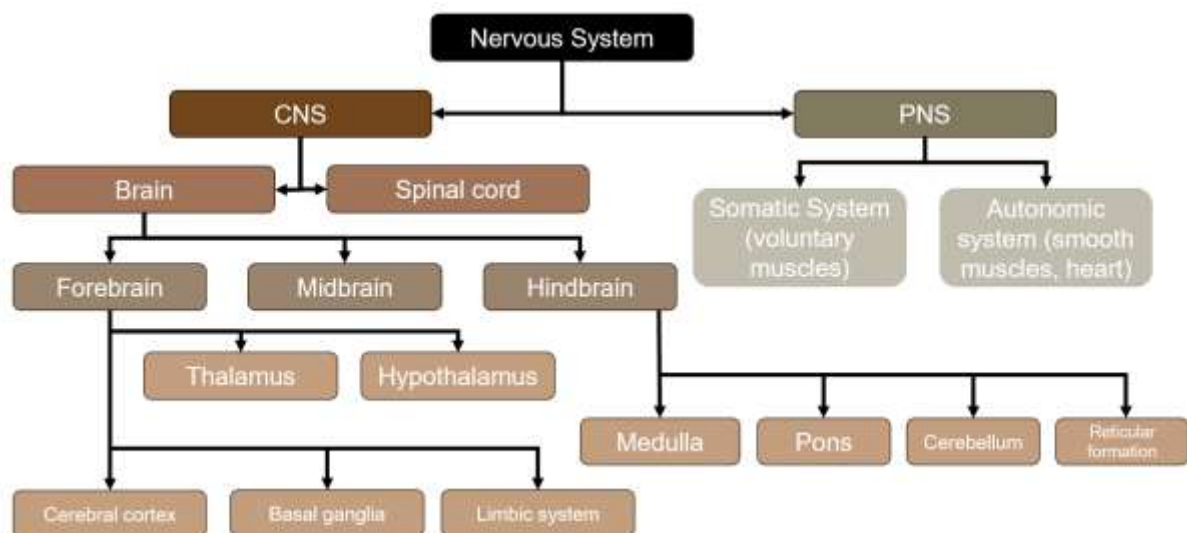 Nervous System
CNS
PNS
Brain
Spinal cord
Somatic System
(voluntary
muscles)
Autonomic
system (smooth
muscles, heart)
Forebrain
Midbrain
Hindbrain
Thalamus
Hypothalamus
Medulla
Pons
Cerebellum
Reticular
formation
Cerebral cortex
Basal ganglia
Limbic system